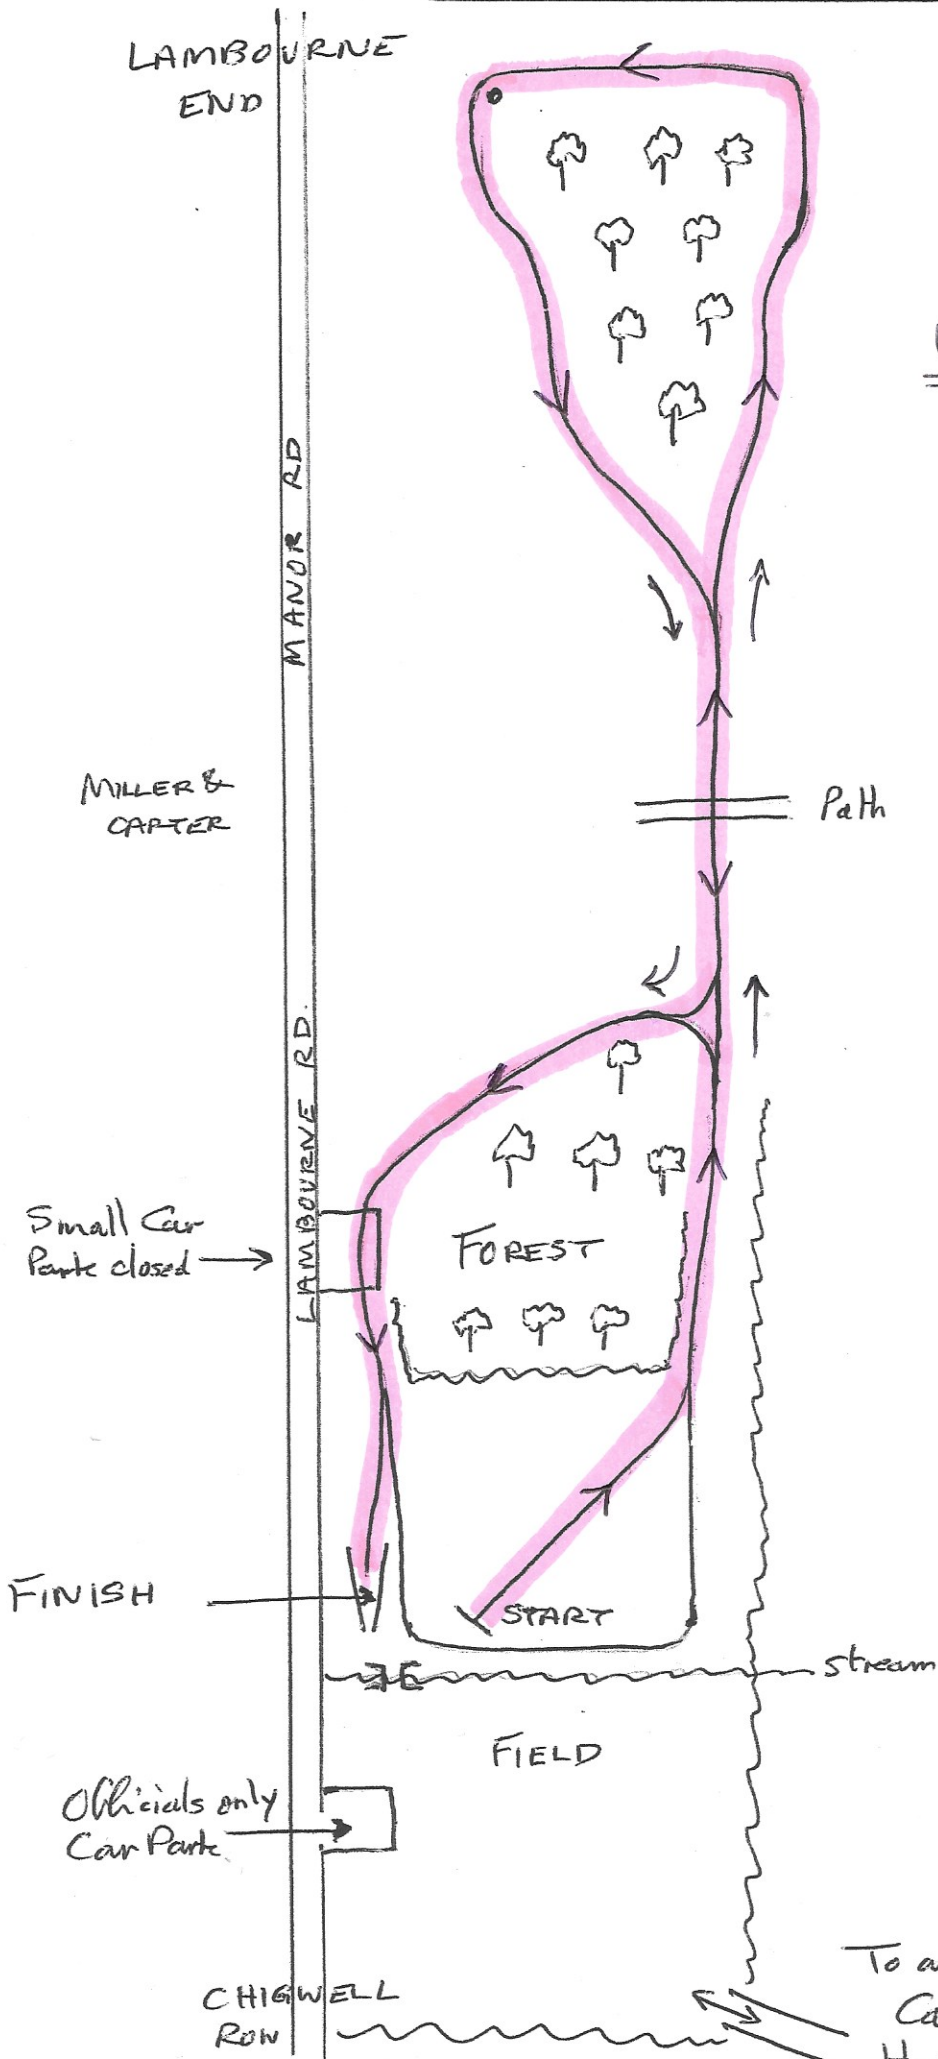 LAMBOURNE
END
MANOR RD
MILLER &
CARTER
Path
LAMBOURNE RD.
Small Car
Park closed
FOREST
FINISH
START
stream
FIELD
Officials only
Car Park
CHIGWELL
ROW
To a
Ca